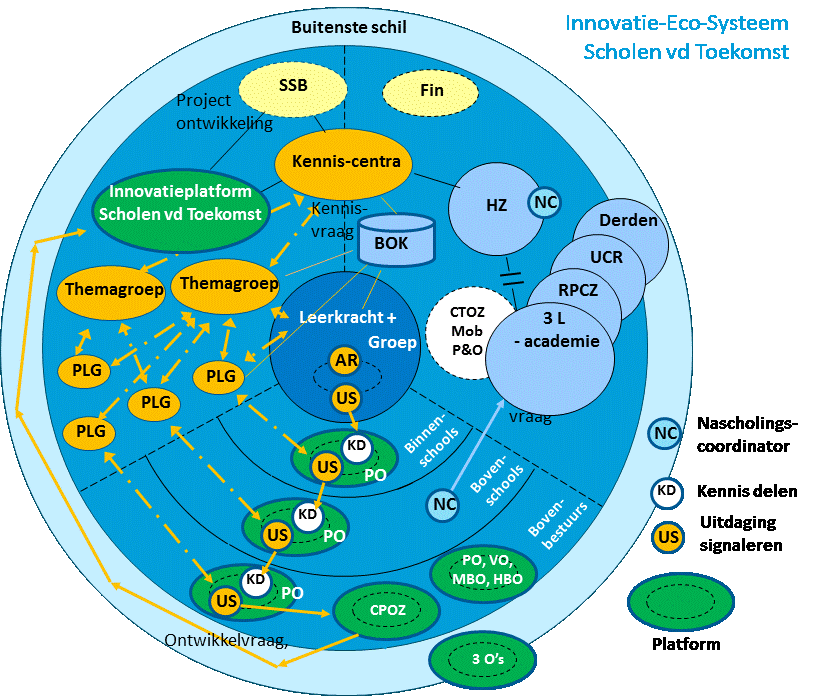 Buitenste schil
Innovatie-Eco-Systeem
Scholen vd Toekomst
SSB
Fin
Project
ontwikkeling
Kennis-centra
Innovatieplatform
Scholen vd Toekomst
Kennis-
vraag
BOK
HZ
NC
Derden
UCR
RPCZ
3 L
- academie
CTOZ
Mob
P&O
vraag
Themagroep
Themagroep
Leerkracht +
Groep
AR
US
PLG
PLG
PLG
PLG
KD
US
PO
Binnen-
schools
KD
US
PO
Boven-
schools
NC
KD
US
PO
Boven-
bestuurs
PO, VO,
MBO, HBO
CPOZ
Ontwikkelvraag,
3 O's
NC
Nascholings-
coordinator
KD
Kennis delen
US
Uitdaging
signaleren
Platform